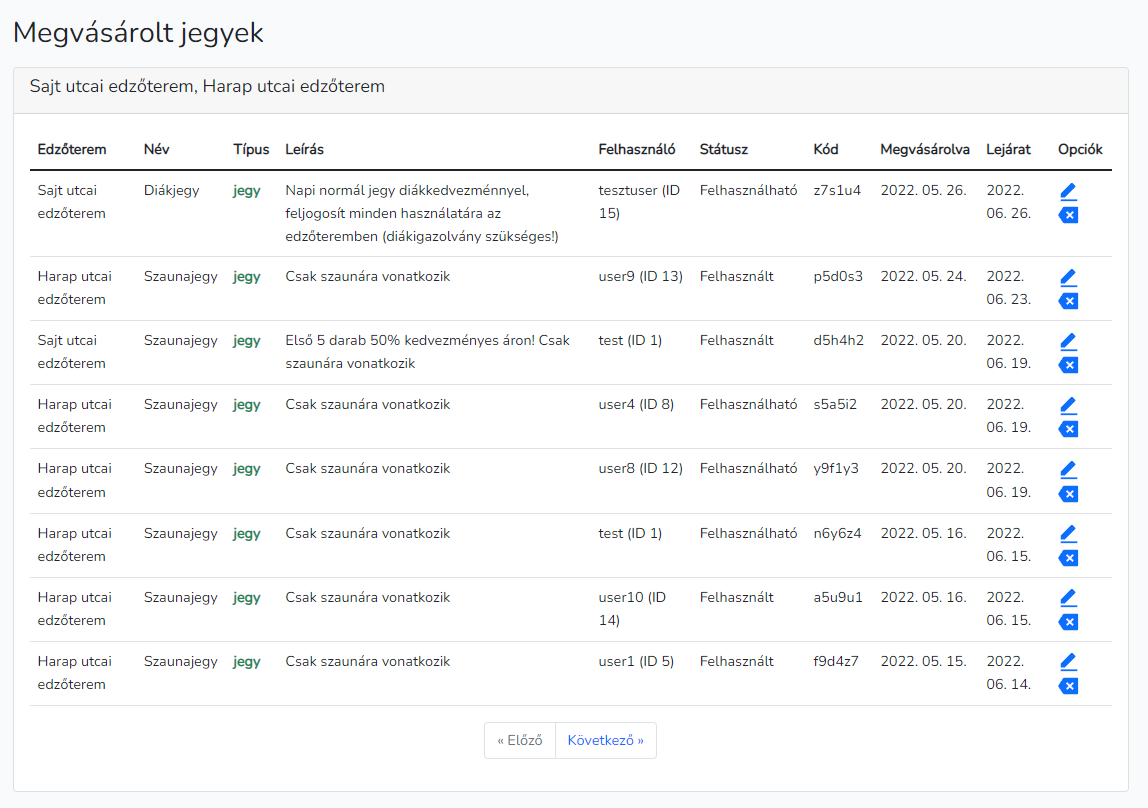 Megvásárolt jegyek
Sajt utcai edzőterem, Harap utcai edzőterem
Edzőterem Név Típus Leírás Felhasználó Státusz Kód Megvásárolva Lejárat Opciók
Sajt utcai Diákjegy jegy Napi normál jegy diákkedvezménnyel, tesztuser (ID Felhasználható z7s1u4 2022. 05. 26. 2022.
edzőterem feljogosít minden használatára az 15) 06. 26.
edzőteremben (diákigazolvány szükséges!)
Harap utcai Szaunajegy jegy Csak szaunára vonatkozik user9 (ID 13) Felhasznált p5d0s3 2022. 05. 24. 2022.
edzőterem 06. 23.
Sajt utcai Szaunajegy jegy Első 5 darab 50% kedvezményes áron! Csak test (ID 1) Felhasznált d5h4h2 2022. 05. 20. 2022.
edzőterem szaunára vonatkozik 06. 19.
Harap utcai Szaunajegy jegy Csak szaunára vonatkozik user4 (ID 8) Felhasználható s5a5i2 2022. 05. 20. 2022.
edzőterem 06. 19.
Harap utcai Szaunajegy jegy Csak szaunára vonatkozik user8 (ID 12) Felhasználható y9f1y3 2022. 05. 20. 2022.
edzőterem 06. 19.
Harap utcai Szaunajegy jegy Csak szaunára vonatkozik test (ID 1) Felhasználható n6y6z4 2022. 05. 16. 2022.
edzőterem 06. 15.
Harap utcai Szaunajegy jegy Csak szaunára vonatkozik user10 (ID Felhasznált a5u9u1 2022. 05. 16. 2022.
edzőterem 14) 06. 15.
Harap utcai Szaunajegy jegy Csak szaunára vonatkozik user1 (ID 5) Felhasznált f9d4z7 2022. 05. 15. 2022.
edzőterem 06. 14.
« Előző Következő »